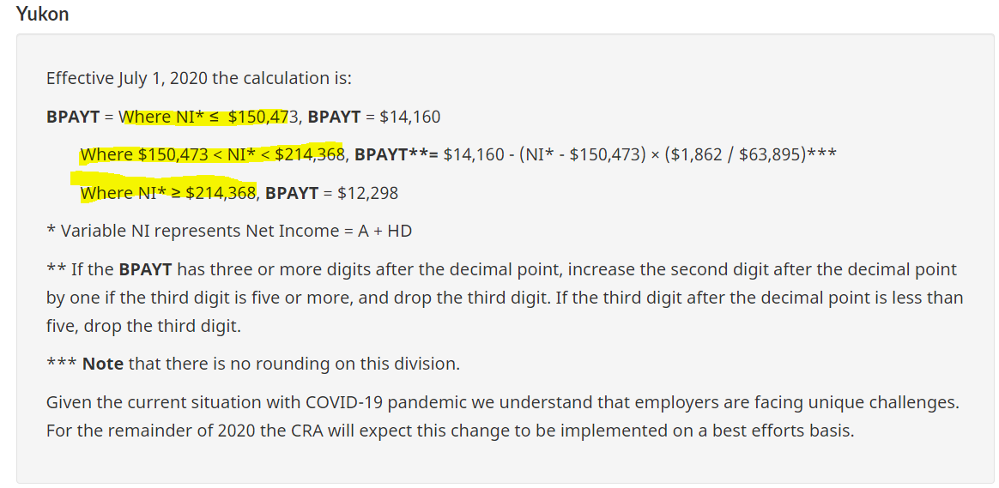 Yukon
Effective July 1, 2020 the calculation is:
BPAYT = Where NI* ≤ $150,473, BPAYT = $14,160
Where $150,473 < NI* < $214,368, BPAYT**= $14,160 - (NI* - $150,473) × ($1,862 / $63,895)***
Where NI* ≥ $214,368, BPAYT = $12,298
* Variable NI represents Net Income = A + HD
** If the BPAYT has three or more digits after the decimal point, increase the second digit after the decimal point
by one if the third digit is five or more, and drop the third digit. If the third digit after the decimal point is less than
five, drop the third digit.
*** Note that there is no rounding on this division.
Given the current situation with COVID-19 pandemic we understand that employers are facing unique challenges.
For the remainder of 2020 the CRA will expect this change to be implemented on a best efforts basis.